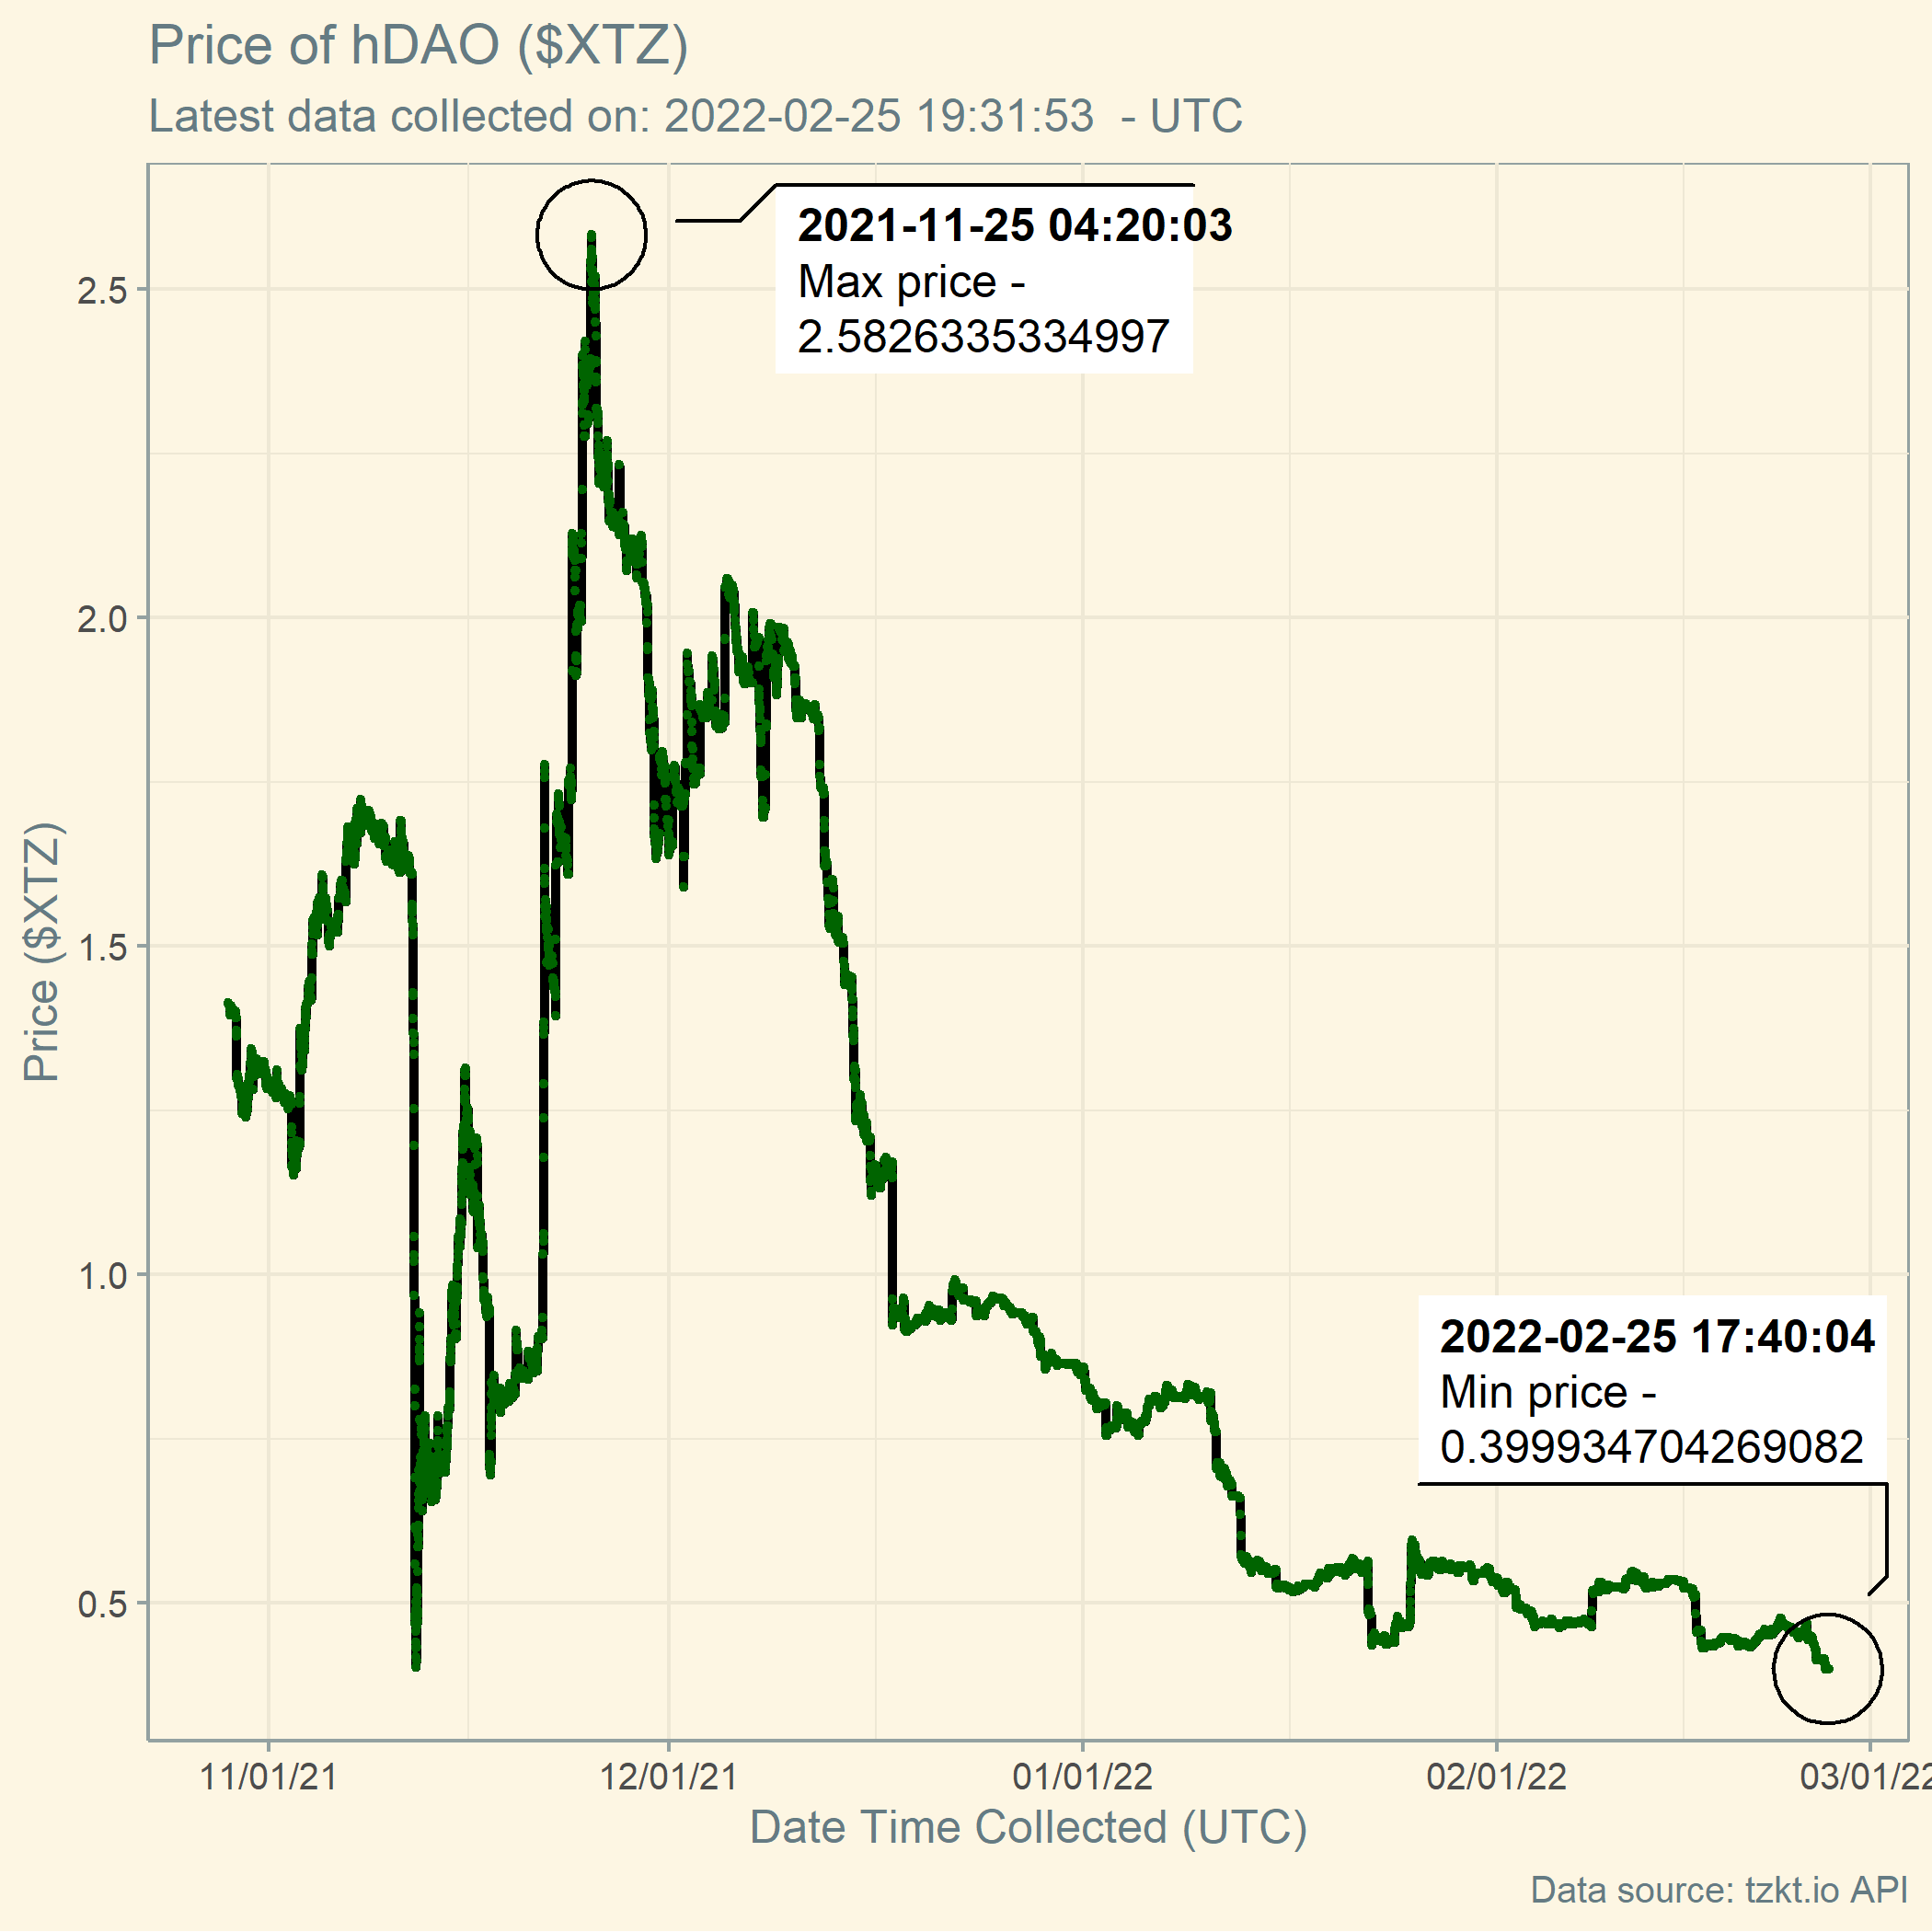 Price of hDAO ($XTZ)
Latest data collected on: 2022-02-25 19:31:53  - UTC
2021-11-25 04:20:03
Max price -
2.5826335334997
2.5
2.0
1.5
1.0
0.5
Price ($XTZ)
2022-02-25 17:40:04
Min price -
0.399934704269082
11/01/21
12/01/21
01/01/22
02/01/22
03/01/22
Date Time Collected (UTC)
Data source: tzkt.io API